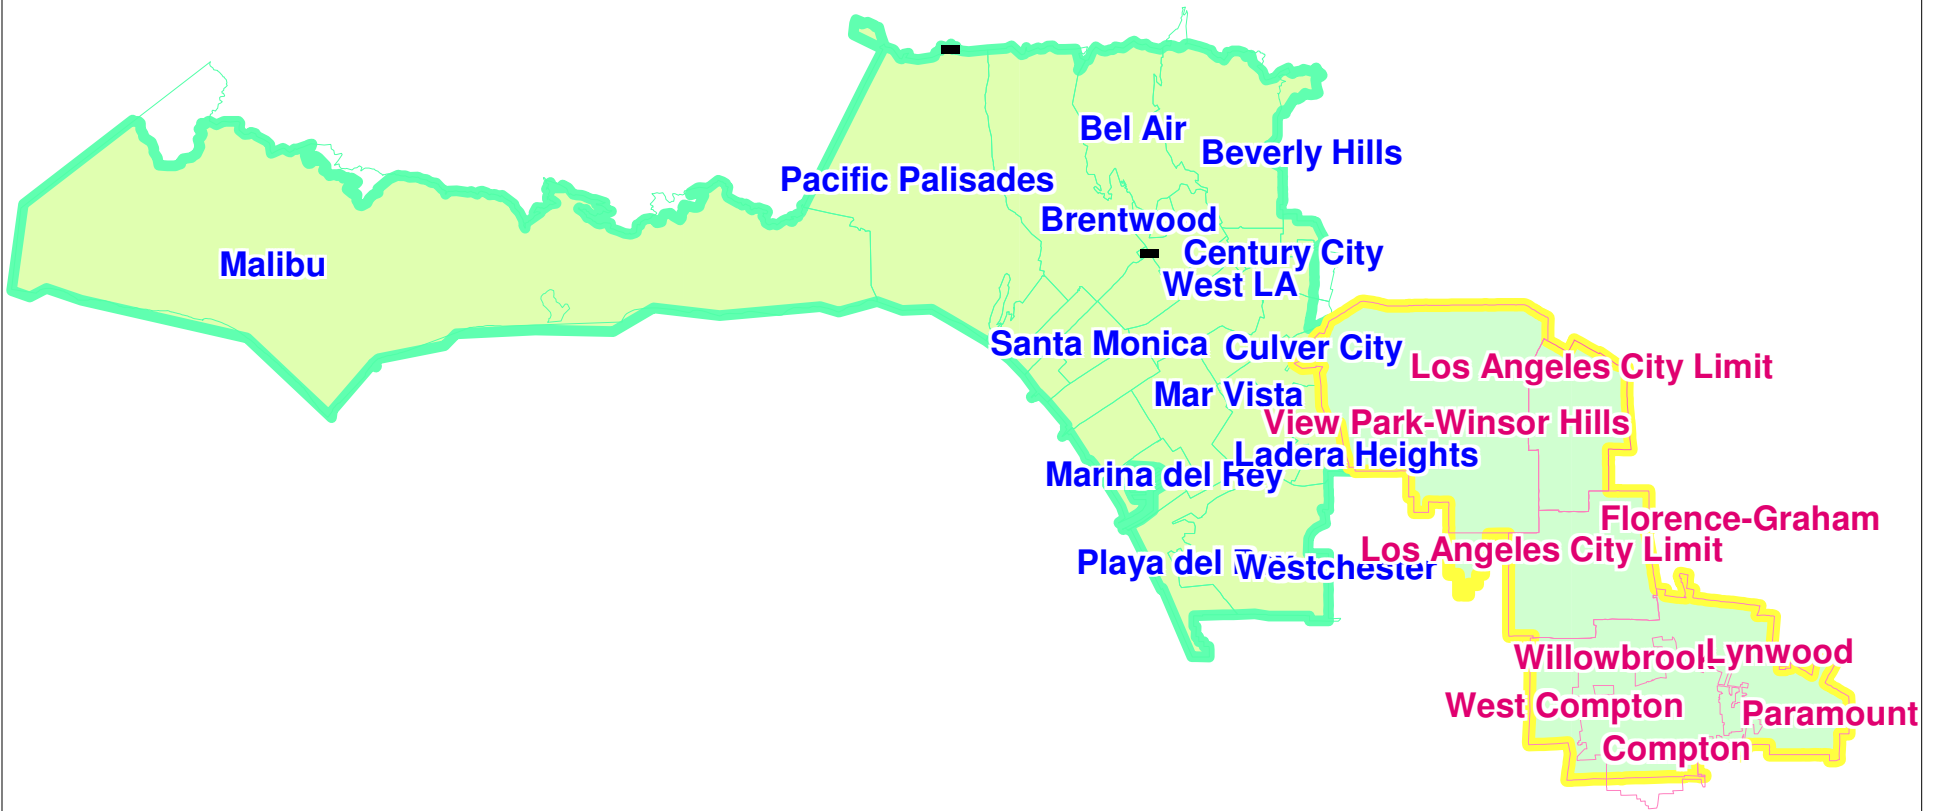 Bel Air
Beverly Hills
Pacific Palisades
Brentwood
Century City
Malibu
West LA
Santa Monica
Culver City
Los Angeles City Limit
Mar Vista
View Park-Winsor Hills
Ladera Heights
Marina del Rey
Florence-Graham
Los Angeles City Limit
Playa del
Westchester
Willowbrook
Lynwood
West Compton
Paramount
Compton